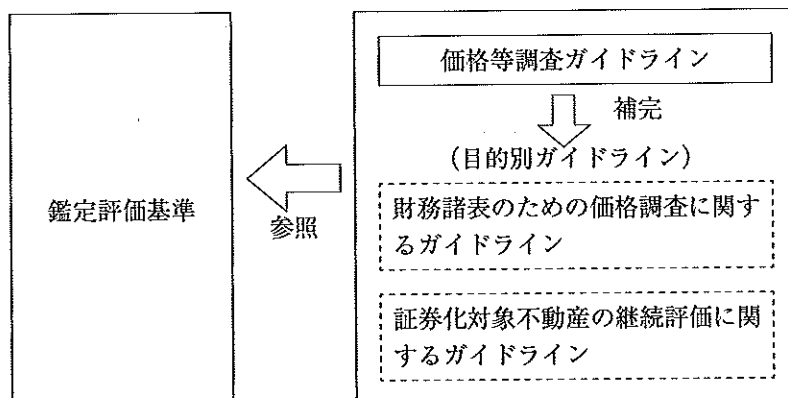 鑑定評価基準
参照
価格等調査ガイドライン
補完
(目的別ガイドライン)
財務諸表のための価格調査に関す
るガイドライン
証券化対象不動産の継続評価に関
するガイドライン